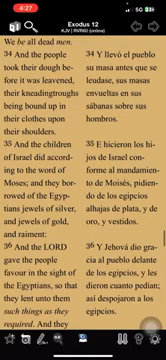 4:27
5G
Exodus 12
KJV | RVR60 (online)
We be all dead men.
34 And the people
took their dough be-
fore it was leavened,
their kneadingtroughs
being bound up in
their clothes upon
their shoulders.
35 And the children
of Israel did accord-
ing to the word of
Moses; and they bor-
rowed of the Egyp-
tians jewels of silver,
and jewels of gold,
and raiment:
36 And the LORD
gave the people
favour in the sight of
the Egyptians, so that
they lent unto them
such things as they
required. And they
34 Y llevó el pueblo
su masa antes que se
leudase, sus masas
envueltas en sus
sábanas sobre sus
hombros.
35 E hicieron los hi-
jos de Israel con-
forme al mandamien-
to de Moisés, pidien-
do de los egipcios
alhajas de plata, y de
oro, y vestidos.
36 Y Jehová dio gra-
cia al pueblo delante
de los egipcios, y les
dieron cuanto pedían;
así despojaron a los
egipcios.